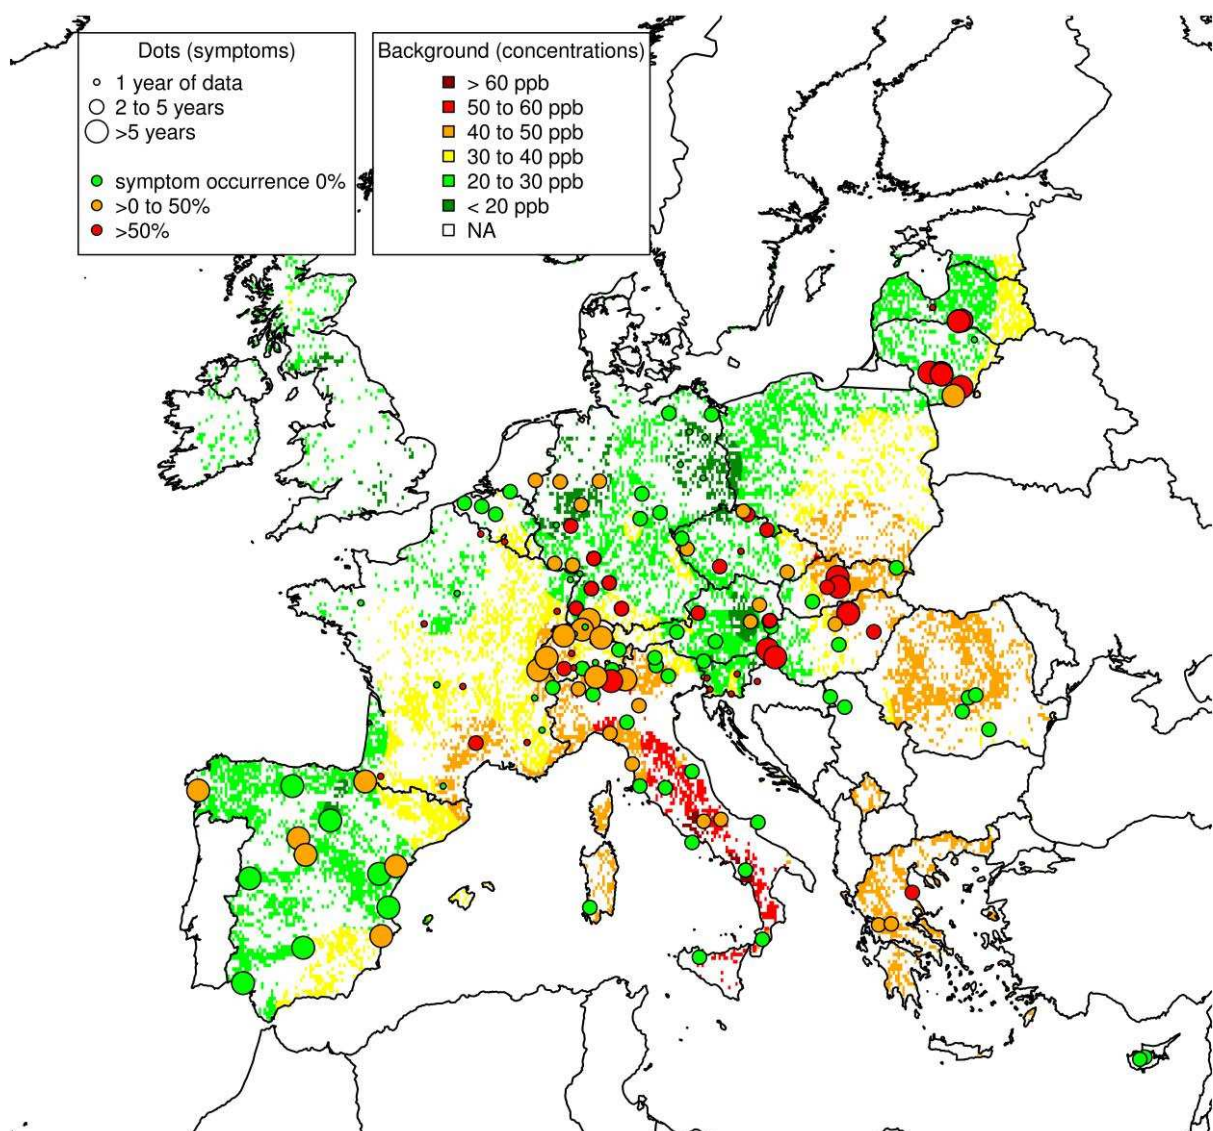 Dots (symptoms)
1 year of data
2 to 5 years
>5 years
symptom occurrence 0%
>0 to 50%
>50%
Background (concentrations)
> 60 ppb
50 to 60 ppb
40 to 50 ppb
30 to 40 ppb
20 to 30 ppb
< 20 ppb
NA